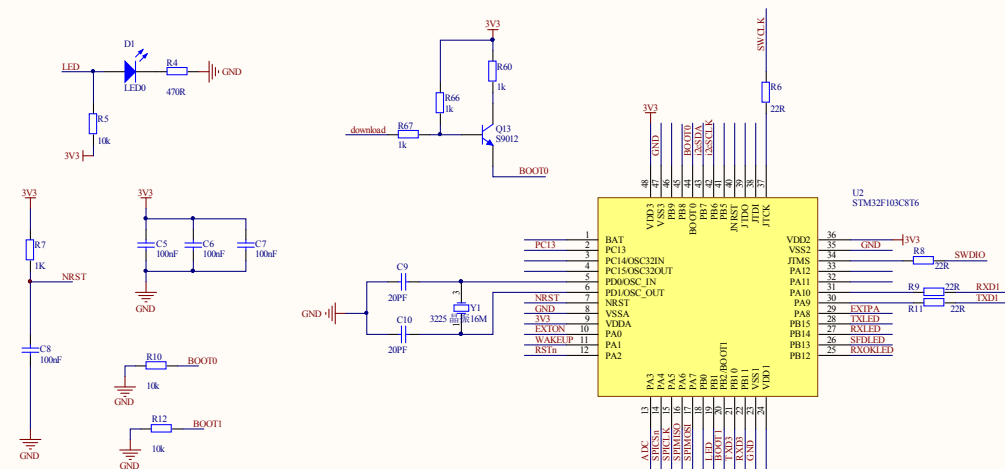 D1
LED
LED0
R4
470R
GND
R5
10k
3V3
3V3
R60
1k
R66
1k
download
R67
1k
Q13
S9012
BOOT0
SWCLK
R6
22R
3V3
GND
BOOT0
i2cSDA
i2cSCLK
48 47 46 45 44 43 42 41 40 39 38 37
VDD3 VSS3 PB9 PB8 BOOT0 PB7 PB6 PB5 JNRST JTDO JTDI JTCK
U2
STM32F103C8T6
3V3
R7
1K
NRST
C8
100nF
GND
3V3
C5
100nF
C6
100nF
C7
100nF
GND
R10
BOOT0
10k
GND
R12
BOOT1
10k
GND
C9
20PF
GND
C10
20PF
3
Y1
3225 晶振16M
1
1 BAT
PC13 2 PC13
3 PC14/OSC32IN
4 PC15/OSC32OUT
5 PD0/OSC_IN
6 PD1/OSC_OUT
NRST 7 NRST
GND 8 VSSA
3V3 9 VDDA
EXTON 10 PA0
WAKEUP 11 PA1
RSTn 12 PA2
VDD2 36 3V3
VSS2 35 GND
JTMS 34 R8 22R SWDIO
PA12 33
PA11 32
PA10 31 R9 22R RXD1
PA9 30 R11 22R TXD1
PA8 29 EXTPA
PB15 28 TXLED
PB14 27 RXLED
PB13 26 SFDLED
PB12 25 RXOKLED
PA3 PA4 PA5 PA6 PA7 PB0 PB1 PB2/BOOT1 PB10 PB11 VSS1 VDD1
13 14 15 16 17 18 19 20 21 22 23 24
ADC SPICSn SPICLK SPIMISO SPIMOSI LED BOOT1 TXD3 RXD3 GND